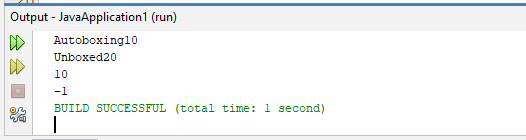 Output - JavaApplication1 (run)
Autoboxing10
Unboxed20
10
-1
BUILD SUCCESSFUL (total time: 1 second)